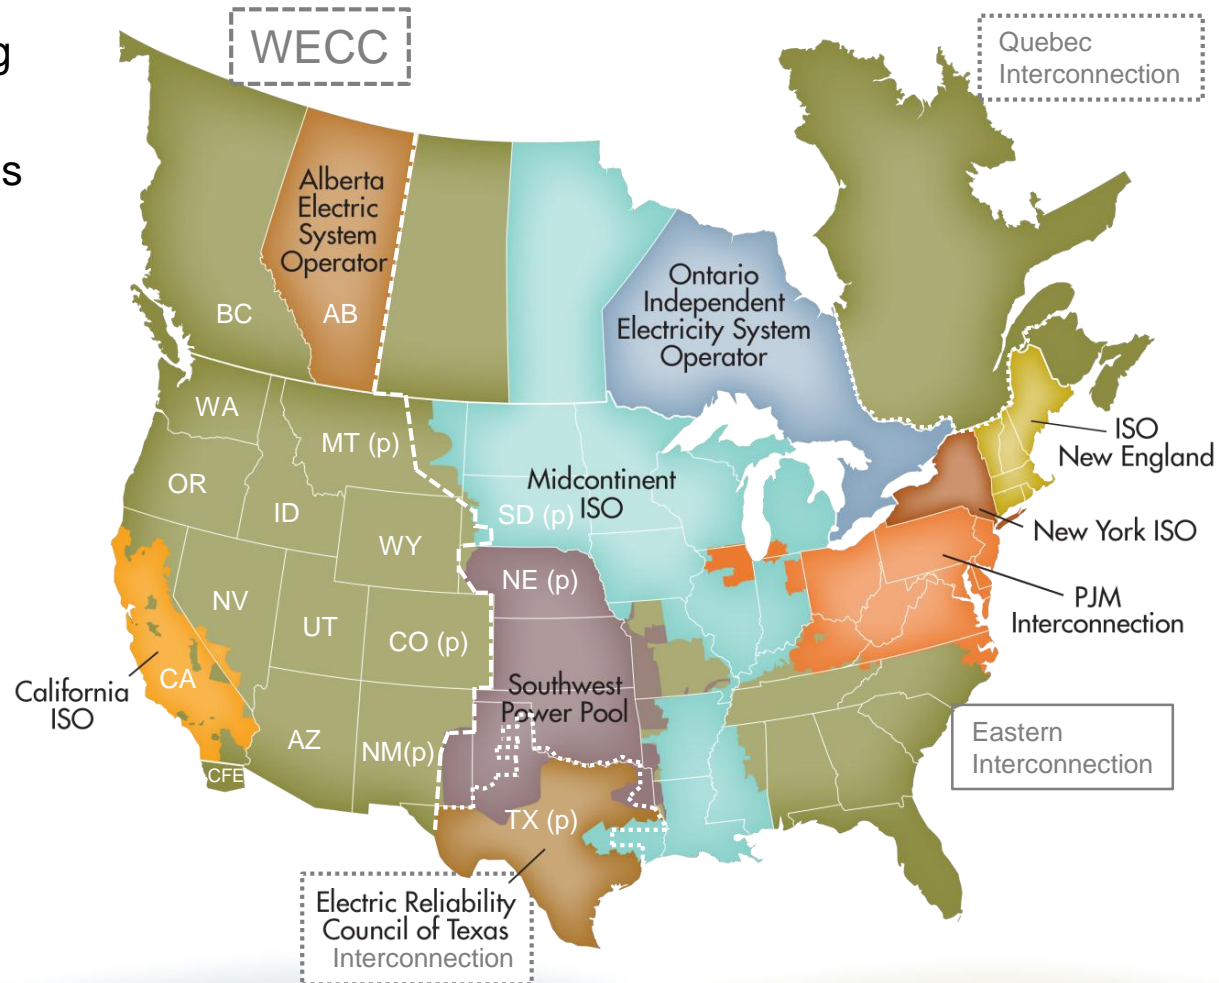 g
s
WECC
Quebec
Interconnection
Alberta
Electric
System
Operator
BC
AB
Ontario
Independent
Electricity System
Operator
WA
MT (p)
OR
ID
WY
SD (p)
Midcontinent
ISO
ISO
New England
New York ISO
NE (p)
PJM
Interconnection
NV
UT
CO (p)
CA
California
ISO
Southwest
Power Pool
AZ
NM(p)
CFE
Eastern
Interconnection
TX (p)
Electric Reliability
Council of Texas
Interconnection